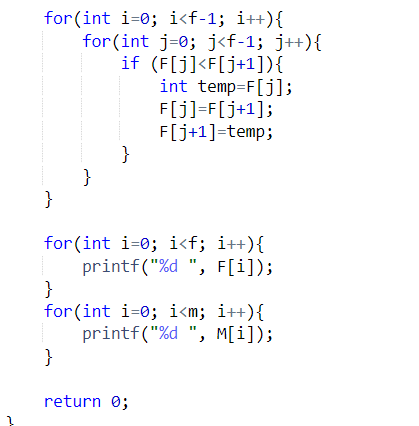 for(int i=0; i<f-1; i++){
for(int j=0; j<f-1; j++){
if (F[j]<F[j+1]){
int temp=F[j];
F[j]=F[j+1];
F[j+1]=temp;
}
}
}
for(int i=0; i<f; i++){
printf("%d ", F[i]);
}
for(int i=0; i<m; i++){
printf("%d ", M[i]);
}
return 0;
}